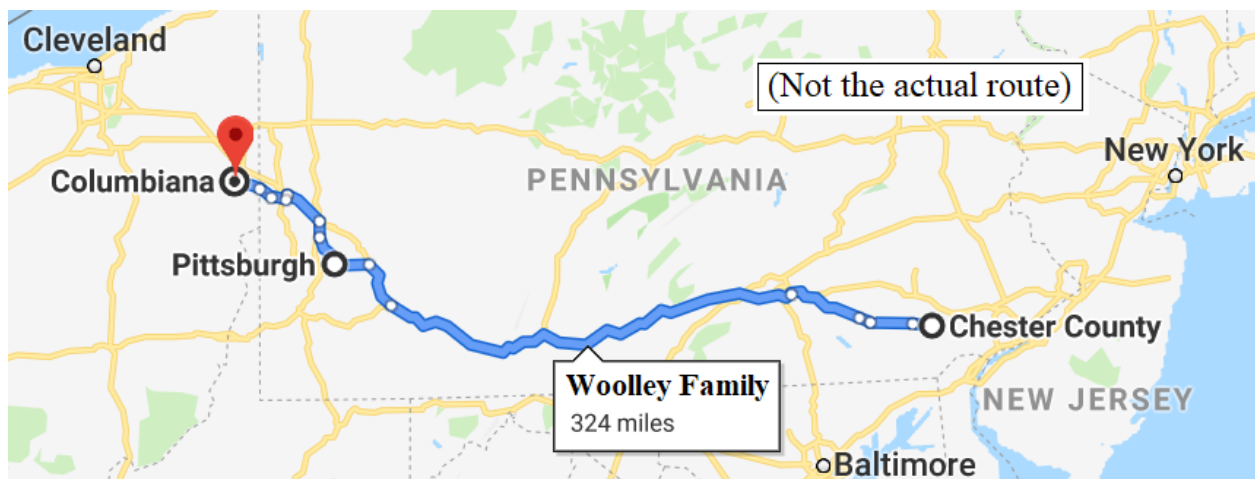 Cleveland
(Not the actual route)
New York
Columbiana
PENNSYLVANIA
Pittsburgh
Chester County
Woolley Family
324 miles
NEW JERSEY
Baltimore